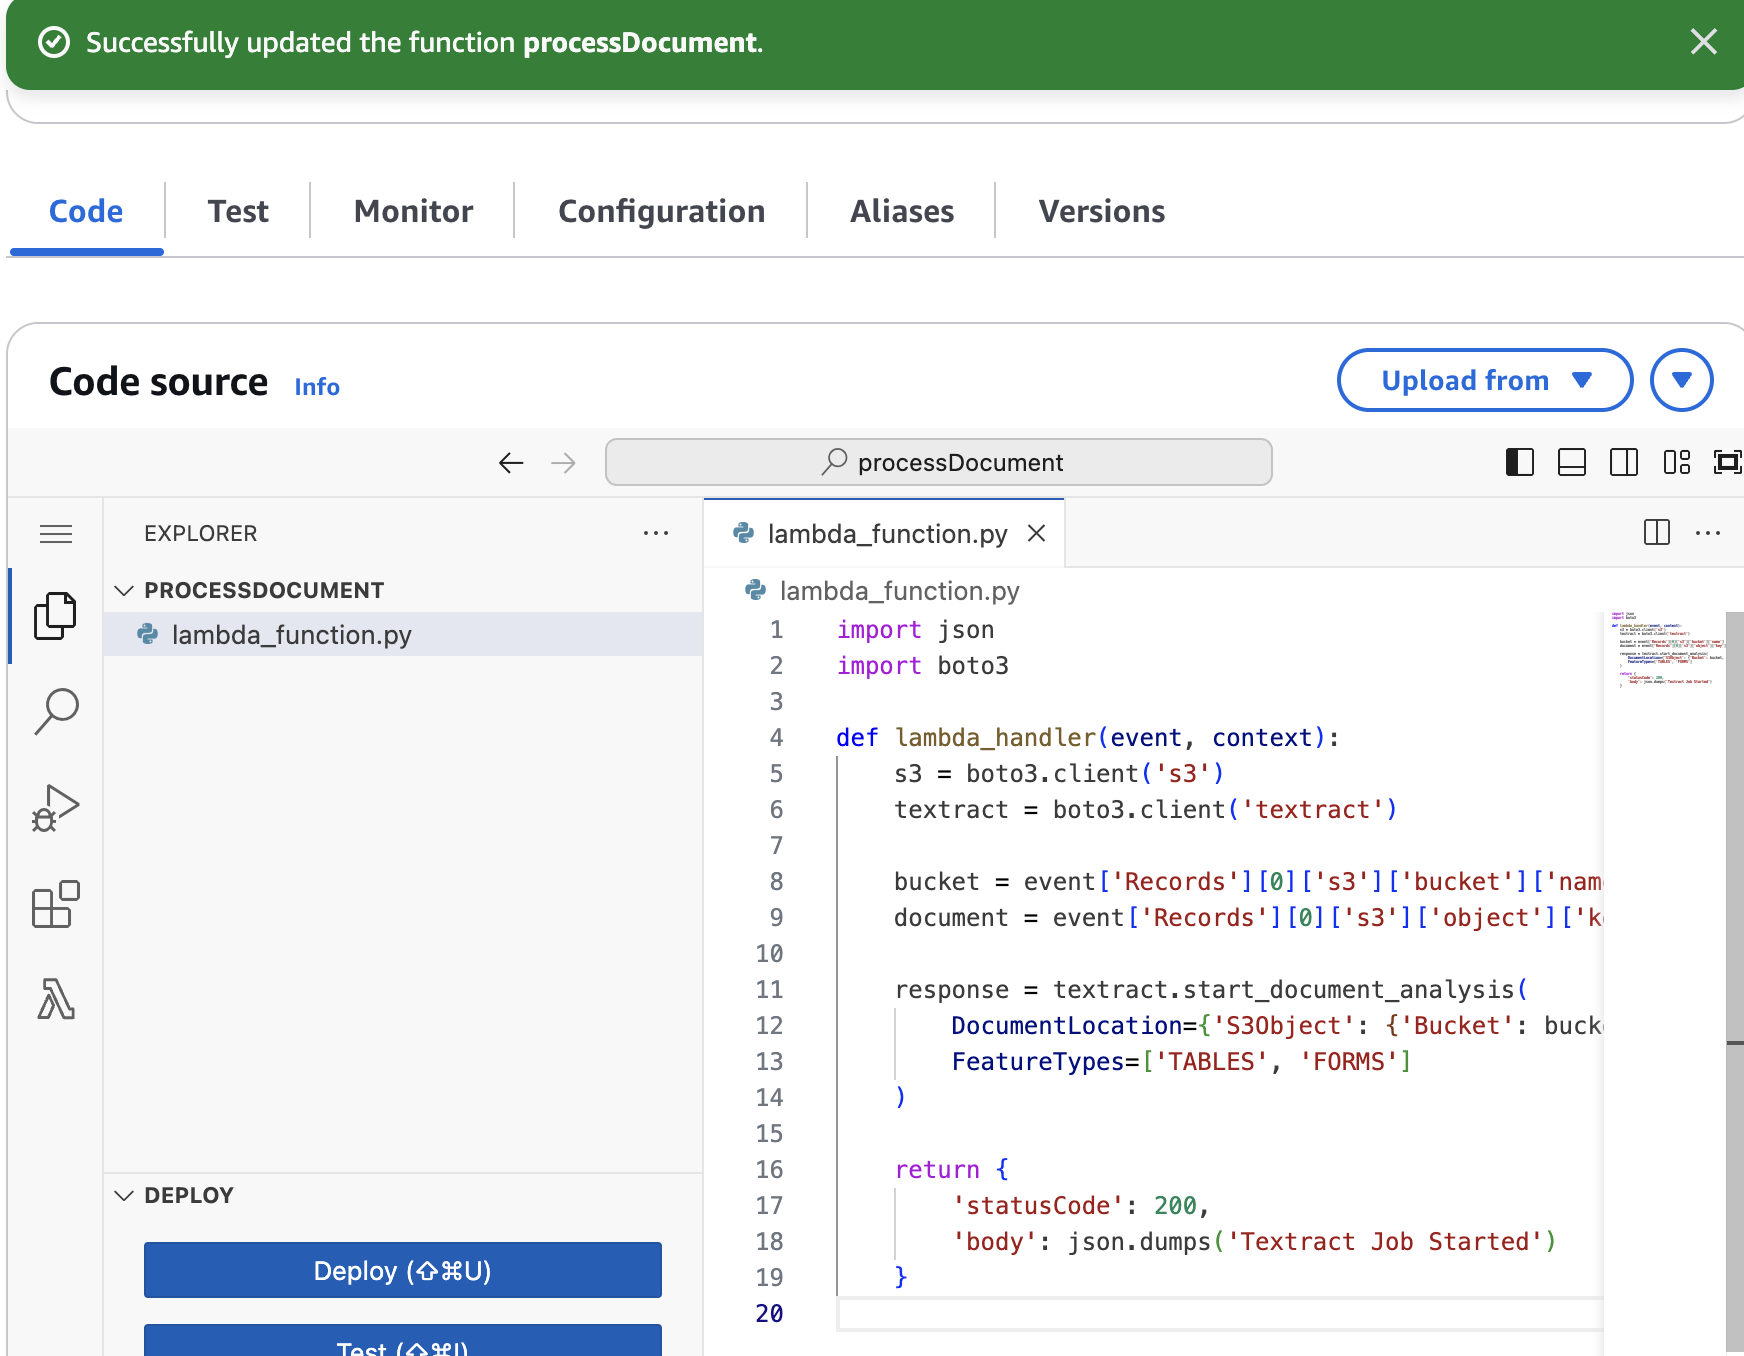 Successfully updated the function processDocument.
Code Test Monitor Configuration Aliases Versions
Code source Info
Upload from
processDocument
EXPLORER
PROCESSDOCUMENT
lambda_function.py
DEPLOY
Deploy (⇧⌘U)
lambda_function.py
lambda_function.py
1 import json
2 import boto3
3
4 def lambda_handler(event, context):
5 s3 = boto3.client('s3')
6 textract = boto3.client('textract')
7
8 bucket = event['Records'][0]['s3']['bucket']['nam
9 document = event['Records'][0]['s3']['object']['k
10
11 response = textract.start_document_analysis(
12 DocumentLocation={'S3Object': {'Bucket': buck
13 FeatureTypes=['TABLES', 'FORMS']
14 )
15
16 return {
17 'statusCode': 200,
18 'body': json.dumps('Textract Job Started')
19 }
20